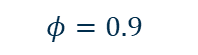 ϕ = 0.9